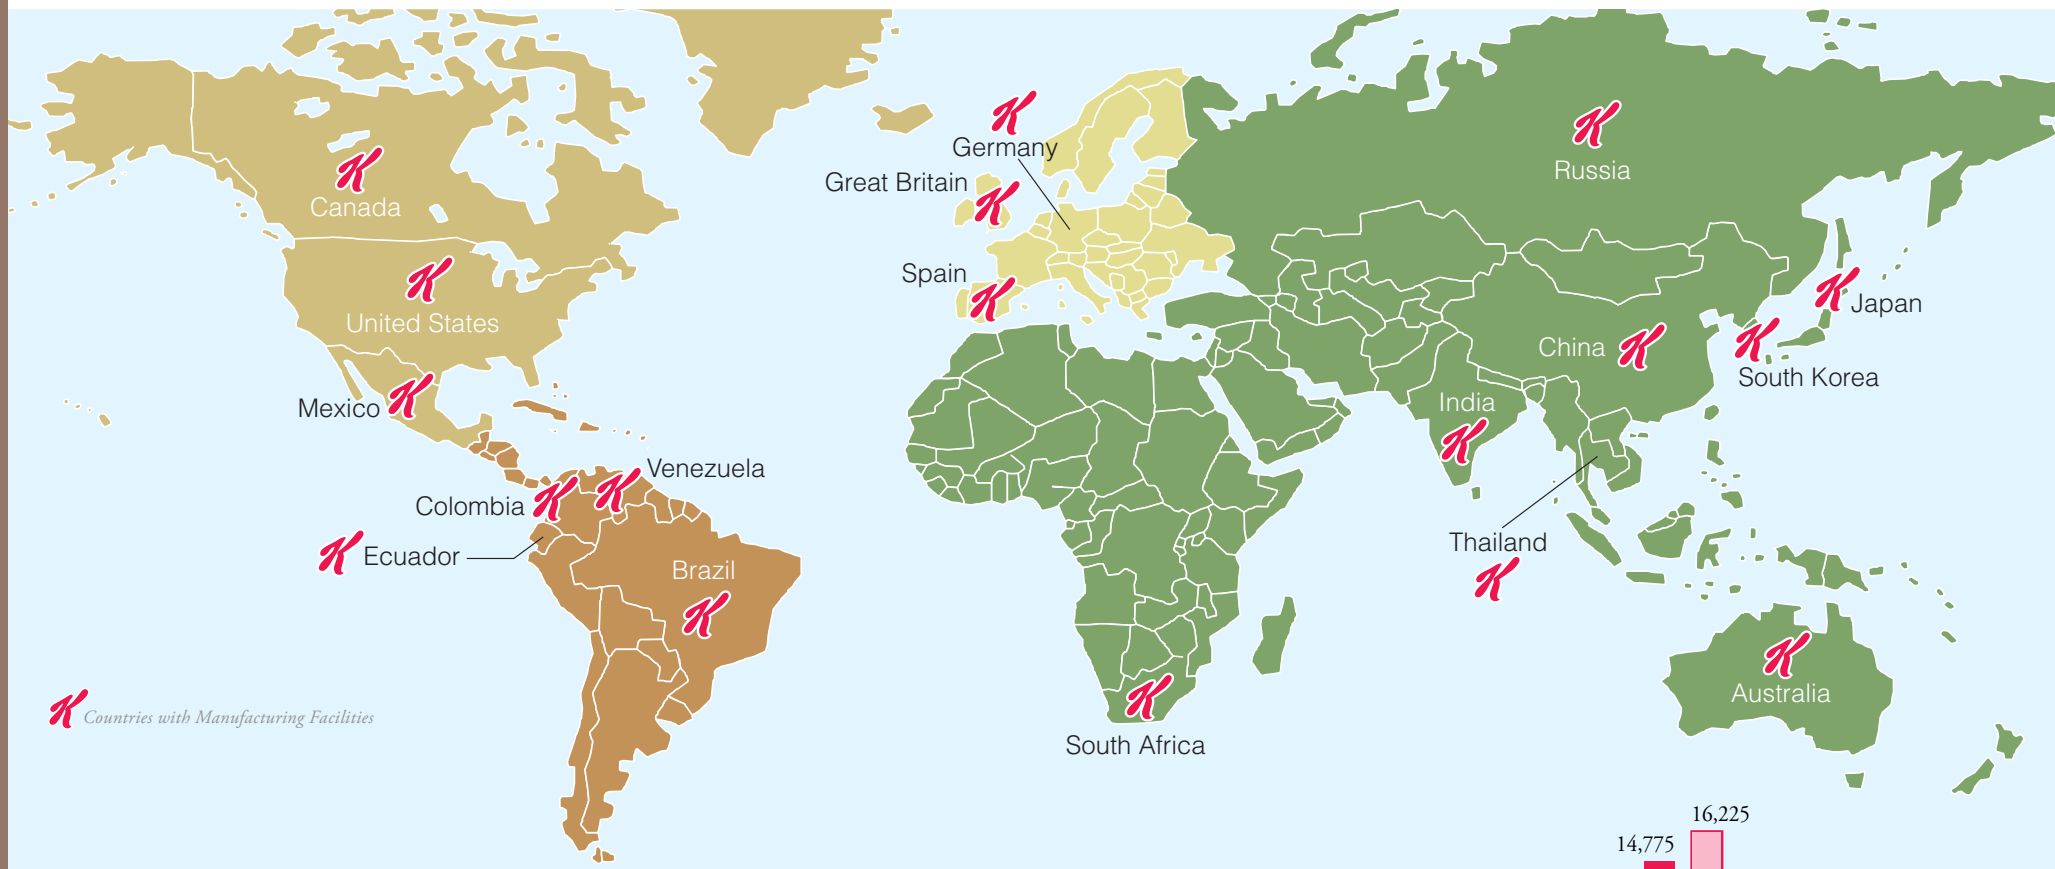 Germany
Great Britain
Russia
Canada
Spain
United States
Japan
China
South Korea
Mexico
India
Venezuela
Colombia
Thailand
Ecuador
Brazil
Australia
K Countries with Manufacturing Facilities
South Africa
16,225
14,775